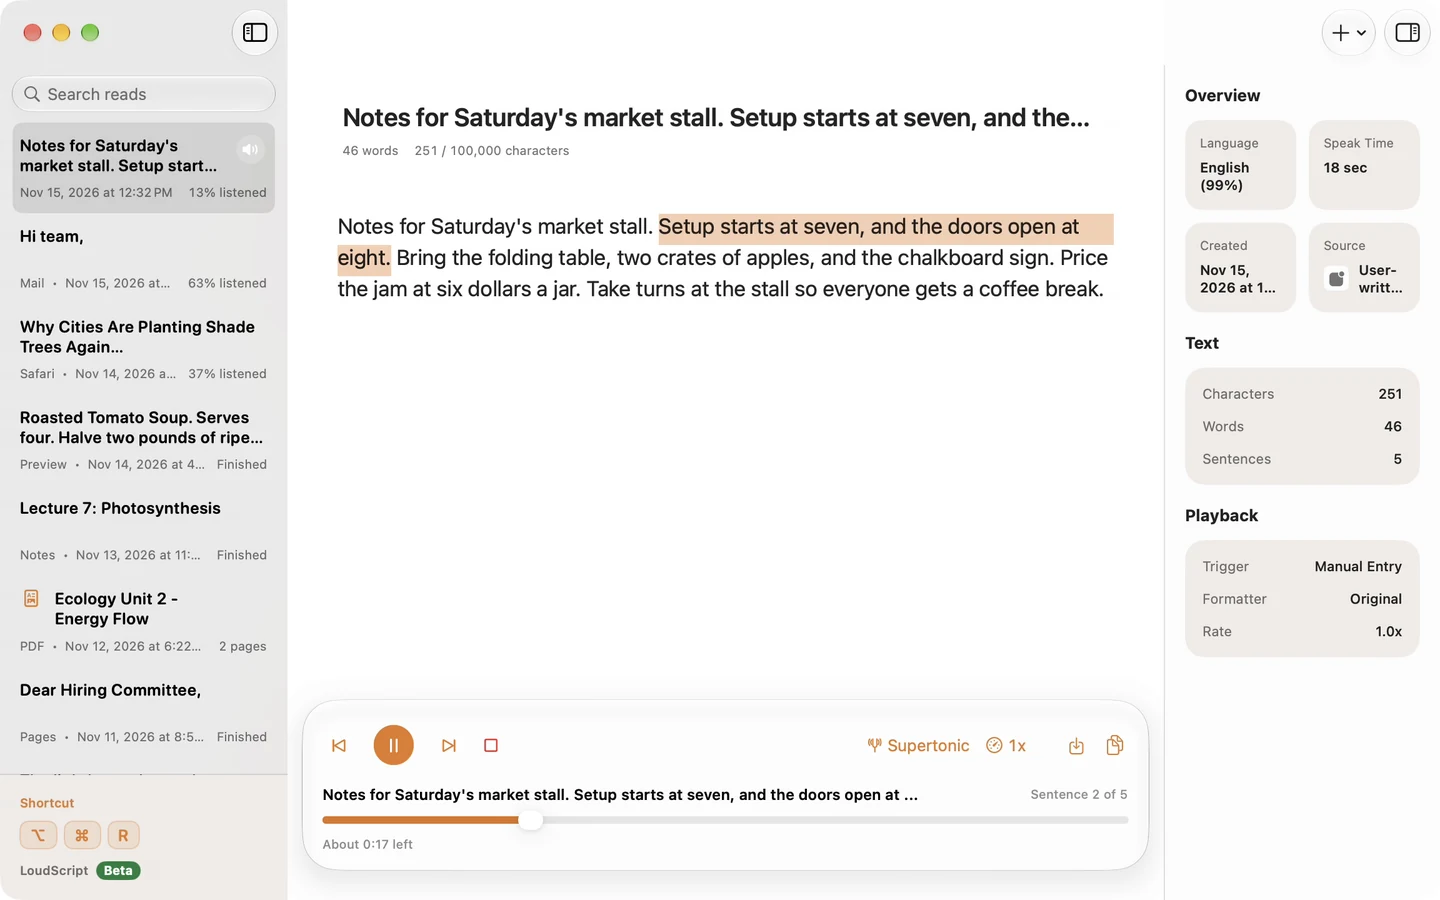 Search reads
Notes for Saturday's
market stall. Setup start...
Nov 15, 2026 at 12:32 PM 13% listened
Hi team,
Mail • Nov 15, 2026 at... 63% listened
Why Cities Are Planting Shade
Trees Again...
Safari • Nov 14, 2026 a... 37% listened
Roasted Tomato Soup. Serves
four. Halve two pounds of ripe...
Preview • Nov 14, 2026 at 4... Finished
Lecture 7: Photosynthesis
Notes • Nov 13, 2026 at 11:... Finished
Ecology Unit 2 -
Energy Flow
PDF • Nov 12, 2026 at 6:22... 2 pages
Dear Hiring Committee,
Pages • Nov 11, 2026 at 8:5... Finished
Shortcut
⌥ ⌘ R
LoudScript Beta
Notes for Saturday's market stall. Setup starts at seven, and the...
46 words 251 / 100,000 characters
Notes for Saturday's market stall. Setup starts at seven, and the doors open at
eight. Bring the folding table, two crates of apples, and the chalkboard sign. Price
the jam at six dollars a jar. Take turns at the stall so everyone gets a coffee break.
Supertonic 1x
Notes for Saturday's market stall. Setup starts at seven, and the doors open at ...
Sentence 2 of 5
About 0:17 left
Overview
Language
English
(99%)
Speak Time
18 sec
Created
Nov 15,
2026 at 1...
Source
User-
writt...
Text
Characters 251
Words 46
Sentences 5
Playback
Trigger Manual Entry
Formatter Original
Rate 1.0x